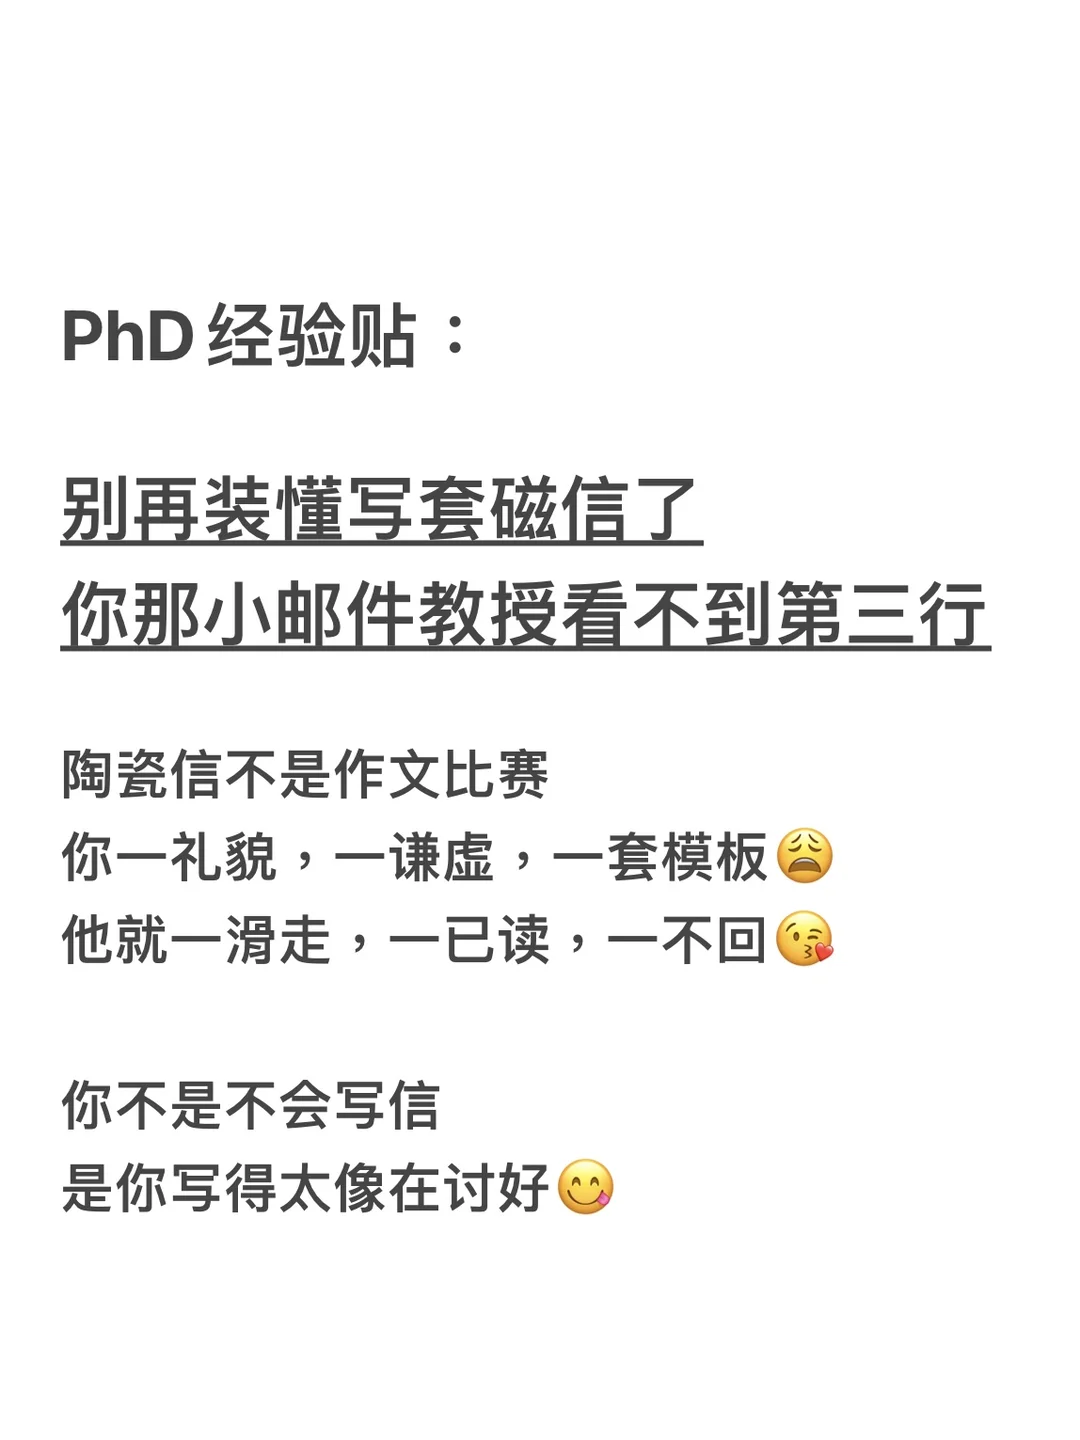 PhD经验贴：
别再装懂写套磁信了
你那小邮件教授看不到第三行
陶瓷信不是作文比赛
你一礼貌，一谦虚，一套模板😩
他就一滑走，一已读，一不回😘
你不是不会写信
是你写得太像在讨好😋